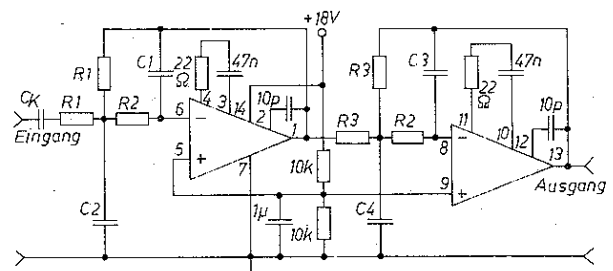 +18V
R1
C1
22
Ω
47n
R3
C3
22
Ω
47n
CK
R1
R2
6
−
4
3
14
2
10p
1
R3
R2
8
−
11
10
12
10p
13
Eingang
5
+
7
10k
9
+
Ausgang
C2
1μ
10k
C4